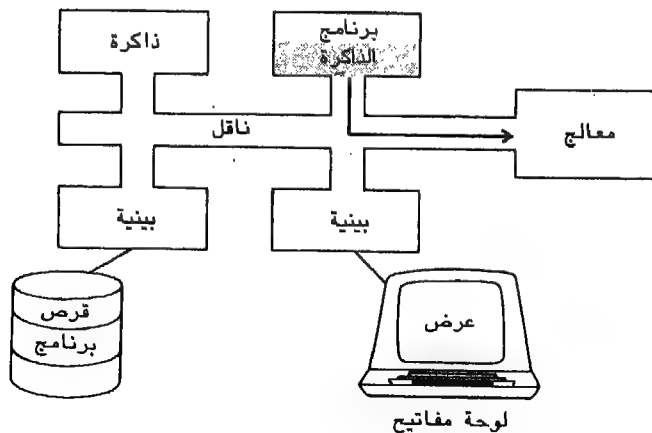 برنامج
ذاكرة
الذاكرة
ناقل
معالج
بينية
بينية
قرص
برنامج
عرض
لوحة مفاتيح